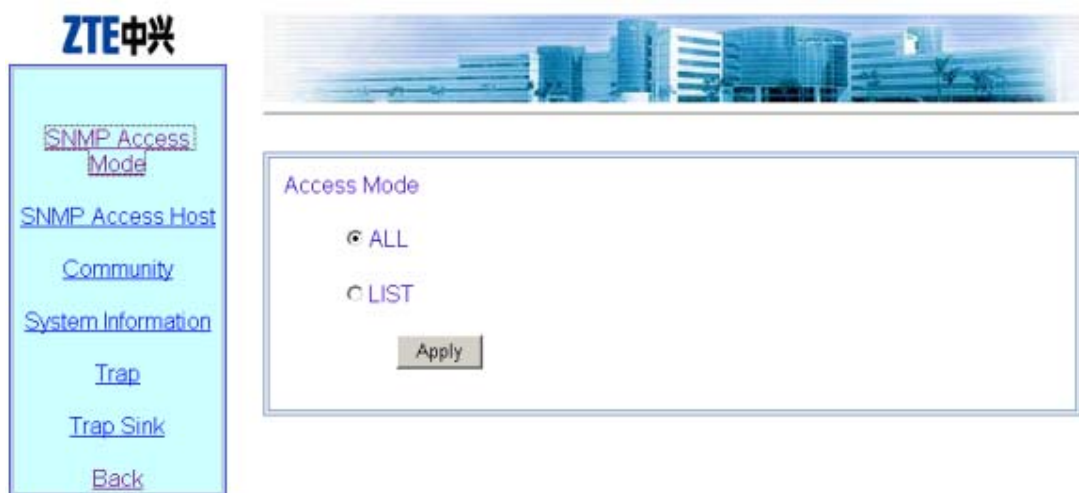 ZTE中兴
SNMP Access
Mode
SNMP Access Host
Community
System Information
Trap
Trap Sink
Back
Access Mode
ALL
LIST
Apply